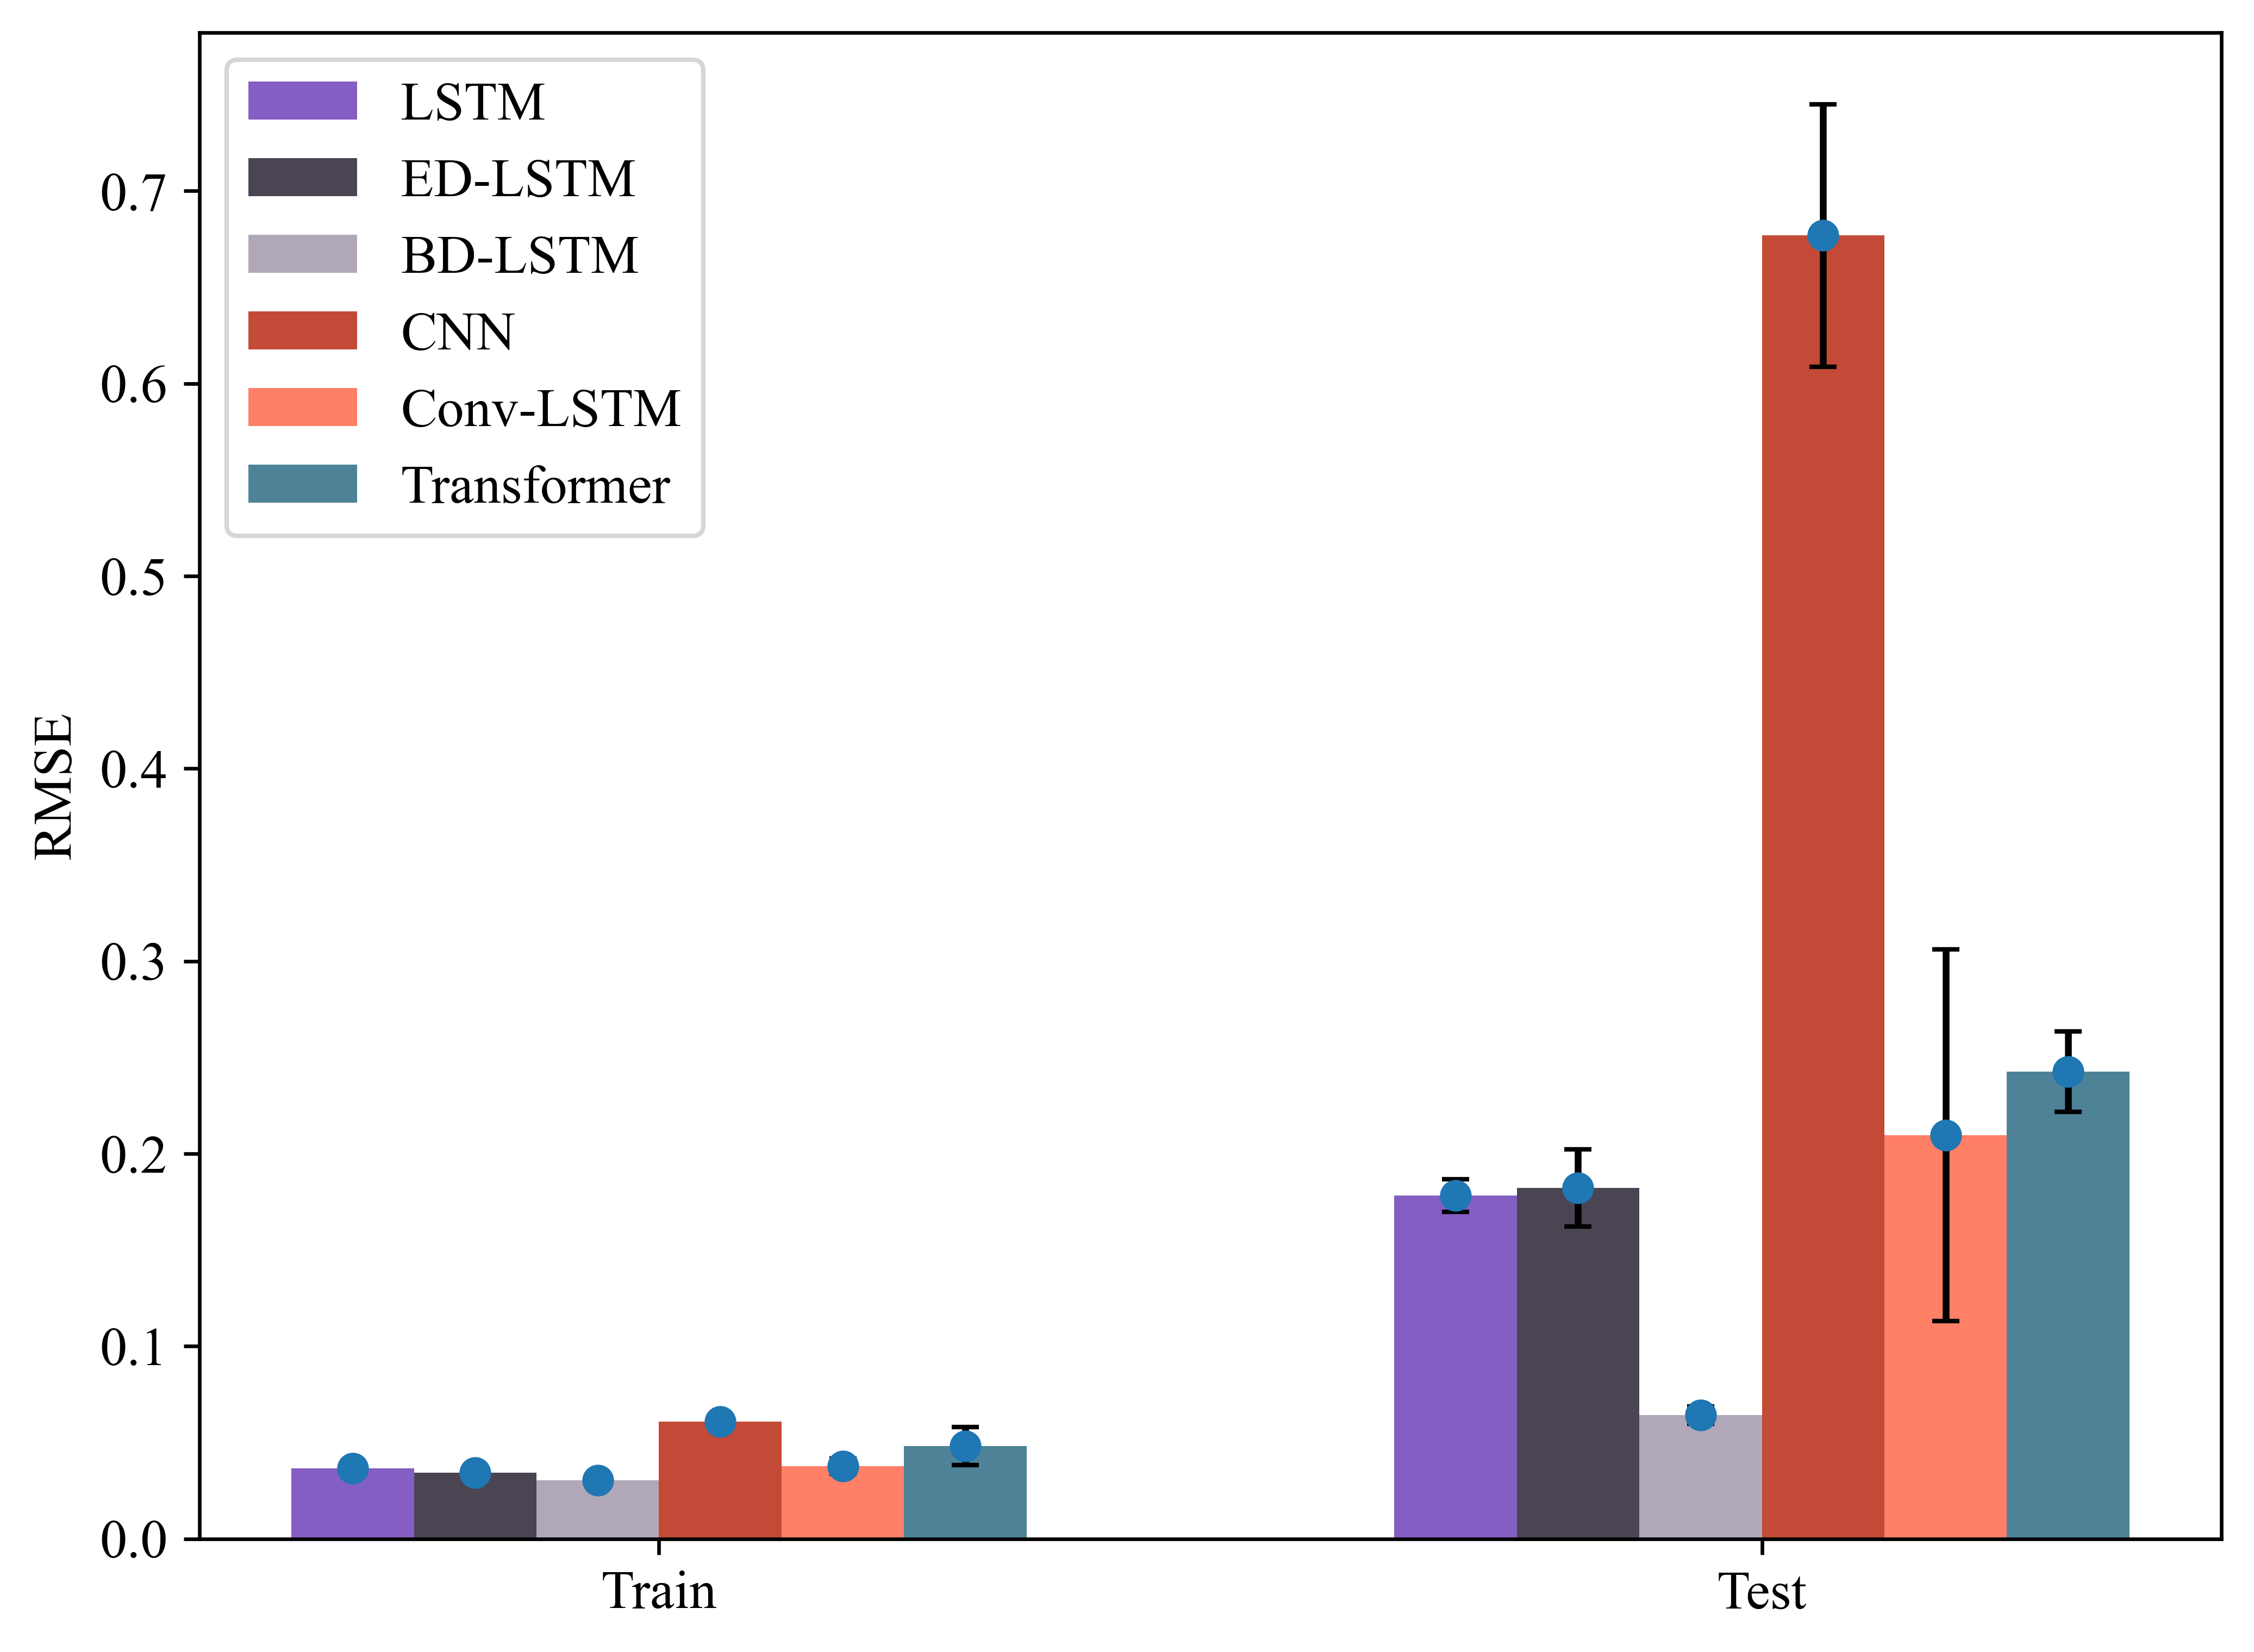 LSTM
ED-LSTM
BD-LSTM
CNN
Conv-LSTM
Transformer
RMSE
0.7
0.6
0.5
0.4
0.3
0.2
0.1
0.0
Train
Test